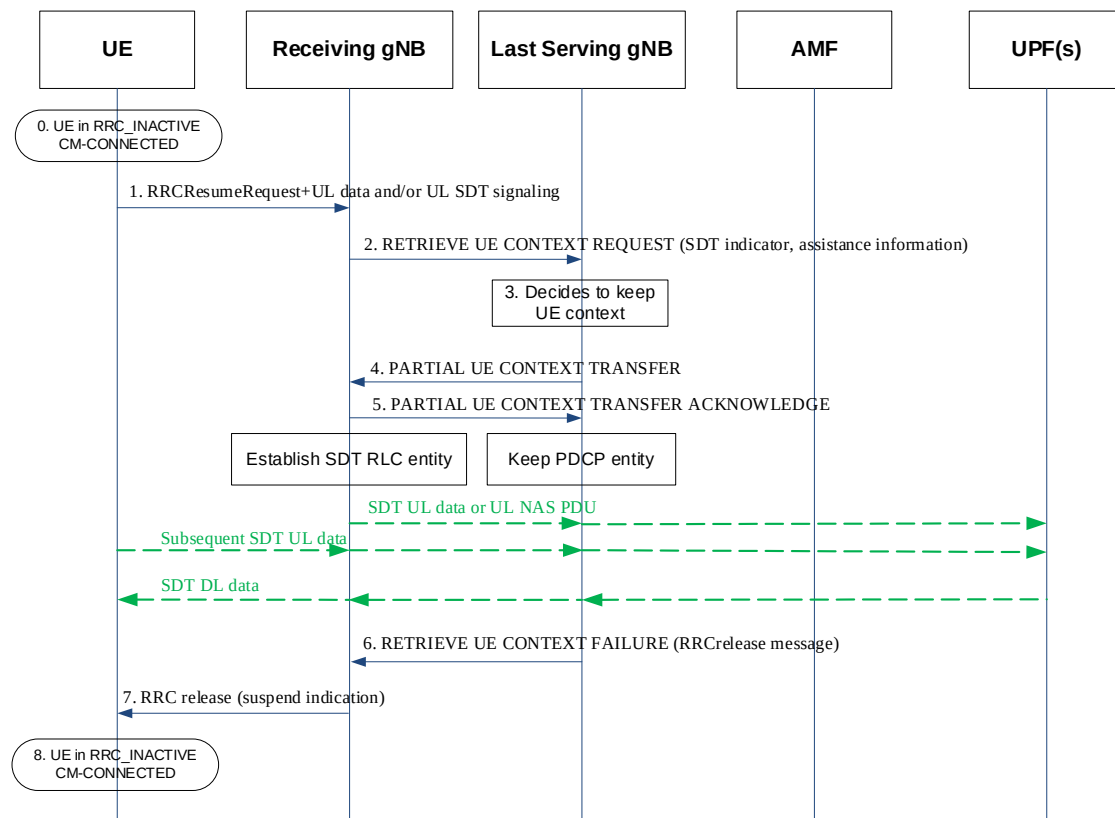 UE
Receiving gNB
Last Serving gNB
AMF
UPF(s)
0. UE in RRC_INACTIVE
CM-CONNECTED
1. RRCResumeRequest+UL data and/or UL SDT signaling
2. RETRIEVE UE CONTEXT REQUEST (SDT indicator, assistance information)
3. Decides to keep
UE context
4. PARTIAL UE CONTEXT TRANSFER
5. PARTIAL UE CONTEXT TRANSFER ACKNOWLEDGE
Establish SDT RLC entity
Keep PDCP entity
SDT UL data or UL NAS PDU
Subsequent SDT UL data
SDT DL data
6. RETRIEVE UE CONTEXT FAILURE (RRCrelease message)
7. RRC release (suspend indication)
8. UE in RRC_INACTIVE
CM-CONNECTED